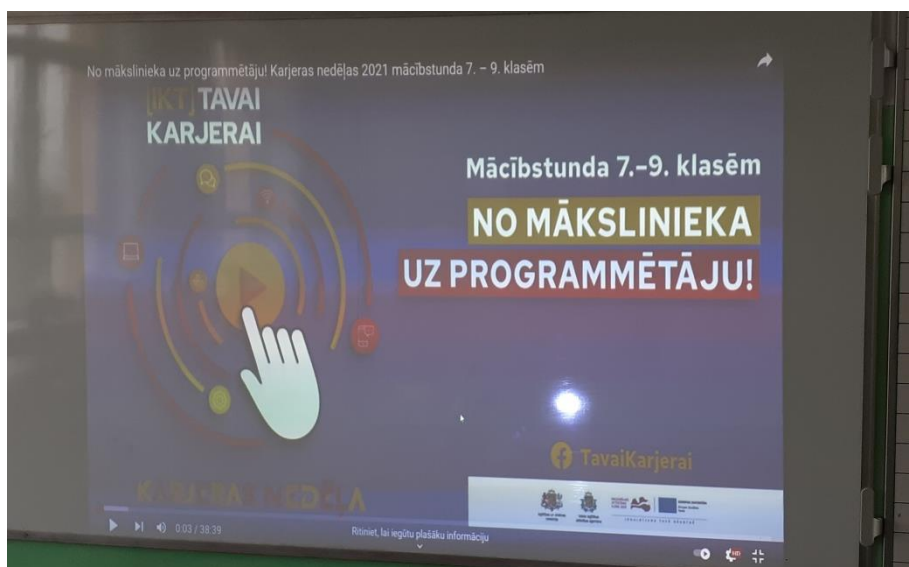 No mākslinieka uz programmētāju! Karjeras nedēļas 2021 mācībstunda 7. – 9. klasēm
[IKT] TAVAI
KARJERAI
Mācībstunda 7.–9. klasēm
NO MĀKSLINIEKA
UZ PROGRAMMĒTĀJU!
TavaiKarjerai
KARJERAS NEDĒĻA
0:03 / 38:39
Ritiniet, lai iegūtu plašāku informāciju
HD